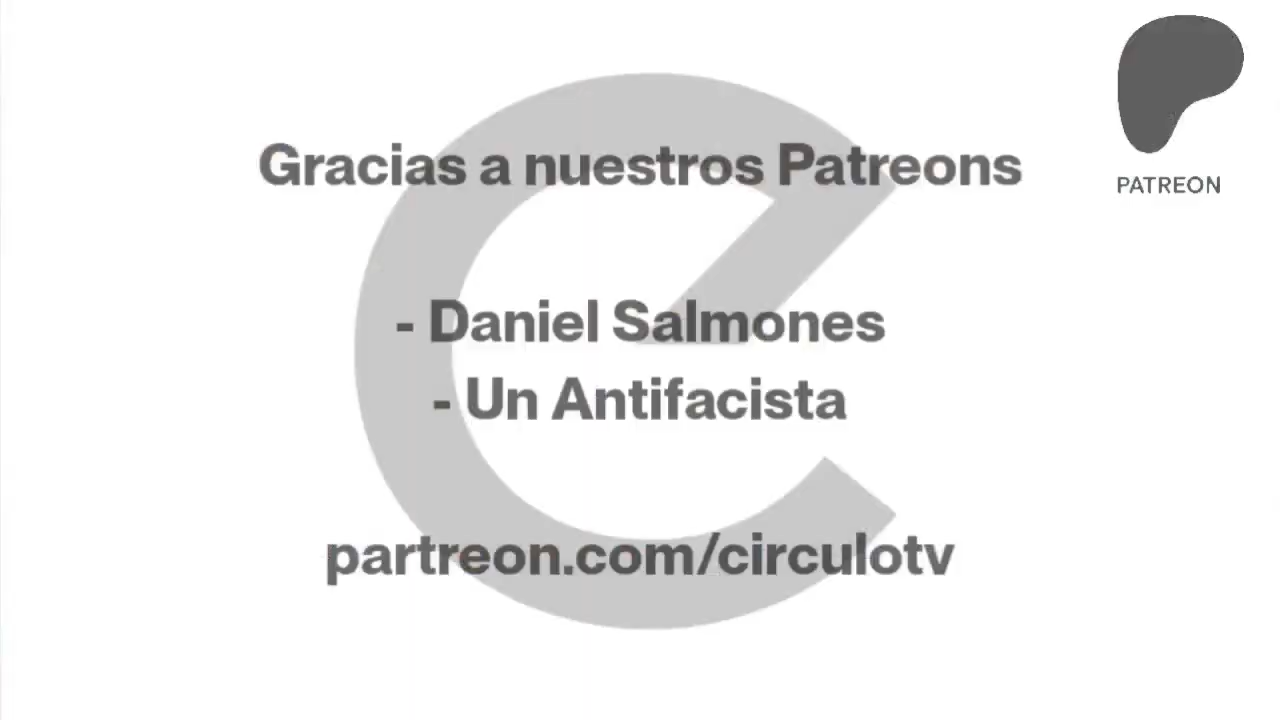 Gracias a nuestros Patreons
PATREON
- Daniel Salmones
- Un Antifacista
partreon.com/circulotv